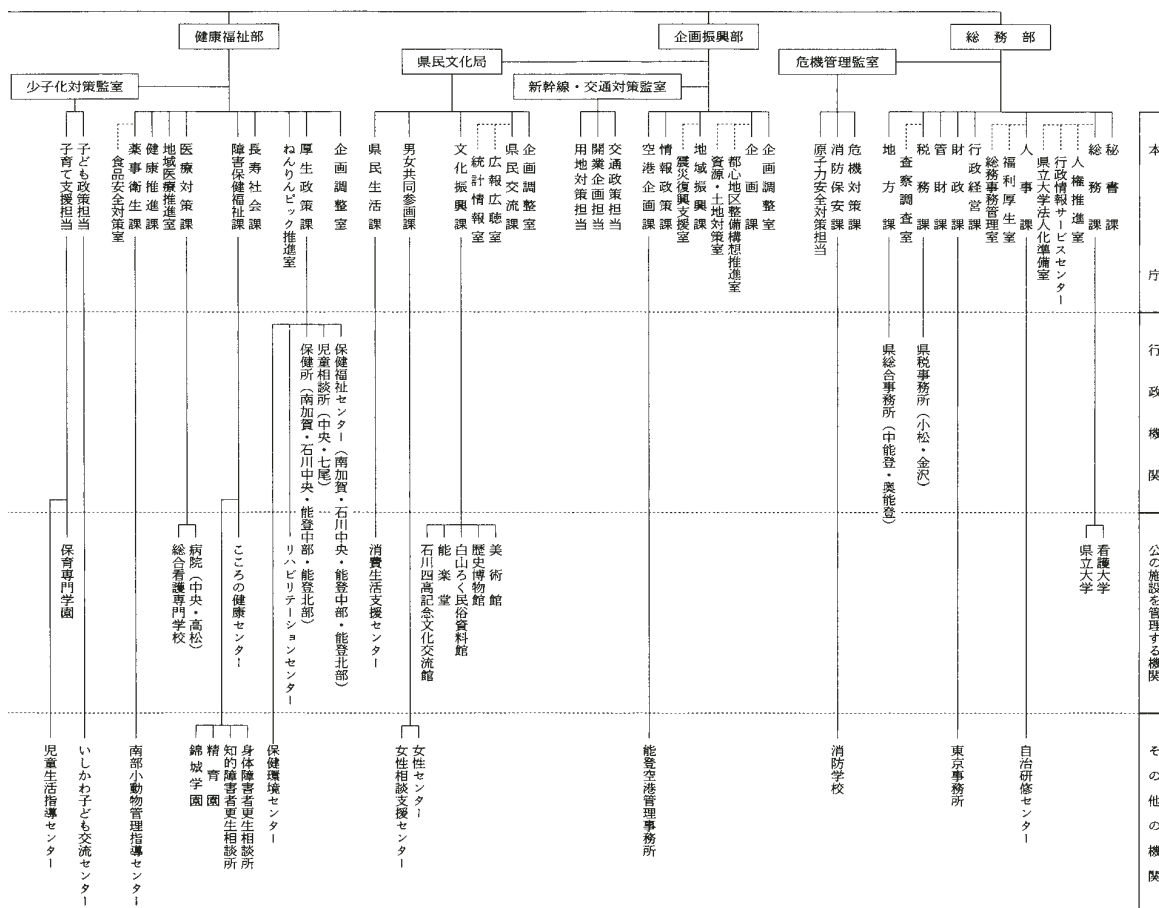 総務部
企画振興部
健康福祉部
危機管理監室
県民文化局
新幹線・交通対策監室
少子化対策監室
本庁
秘書課
総務課
人権推進室
行政情報サービスセンター
県立大学法人化準備室
人事課
福利厚生室
総務事務管理室
行政経営課
財政課
管財課
税務課
査察調査室
地方課
危機対策課
消防保安課
原子力安全対策担当
企画調整室
企画課
都心地区整備構想推進室
資源・土地対策室
地域振興課
震災復興支援室
情報政策課
空港企画課
交通政策担当
開業企画担当
用地対策担当
企画調整室
県民交流課
広報広聴室
統計情報室
文化振興課
男女共同参画課
県民生活課
企画調整室
厚生政策課
ねんりんピック推進室
長寿社会課
障害保健福祉課
医療対策課
地域医療推進室
健康推進課
薬事衛生課
食品安全対策室
子ども政策担当
子育て支援担当
行政機関
県税事務所(小松・金沢)
県総合事務所(中能登・奥能登)
保健福祉センター(南加賀・石川中央・能登中部・能登北部)
児童相談所(中央・七尾)
保健所(南加賀・石川中央・能登中部・能登北部)
公の施設を管理する機関
看護大学
県立大学
美術館
歴史博物館
白山ろく民俗資料館
能楽堂
石川四高記念文化交流館
消費生活支援センター
リハビリテーションセンター
こころの健康センター
病院(中央・高松)
総合看護専門学校
保育専門学園
その他の機関
自治研修センター
東京事務所
消防学校
能登空港管理事務所
女性センター
女性相談支援センター
保健環境センター
身体障害者更生相談所
知的障害者更生相談所
精育園
錦城学園
南部小動物管理指導センター
いしかわ子ども交流センター
児童生活指導センター